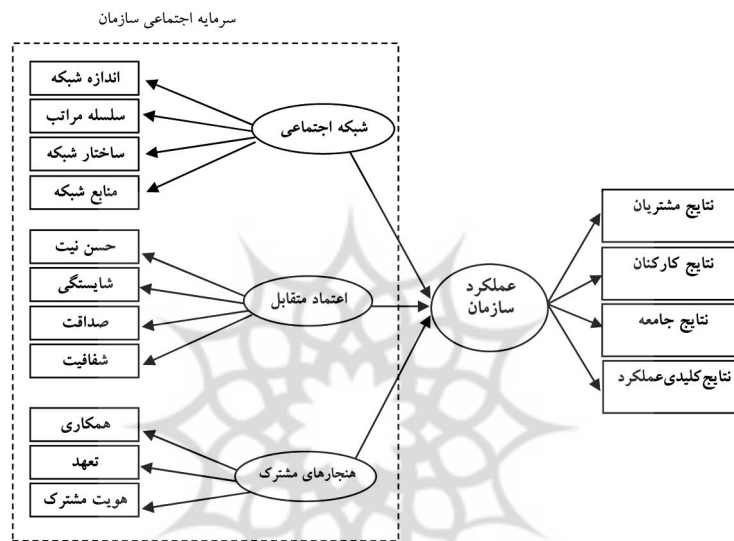 سرمایه اجتماعی سازمان
اندازه شبکه
سلسله مراتب
ساختار شبکه
منابع شبکه
شبکه اجتماعی
حسن نیت
شایستگی
صداقت
شفافیت
اعتماد متقابل
همکاری
تعهد
هویت مشترک
هنجارهای مشترک
عملکرد
سازمان
نتایج مشتریان
نتایج کارکنان
نتایج جامعه
نتایج کلیدی عملکرد